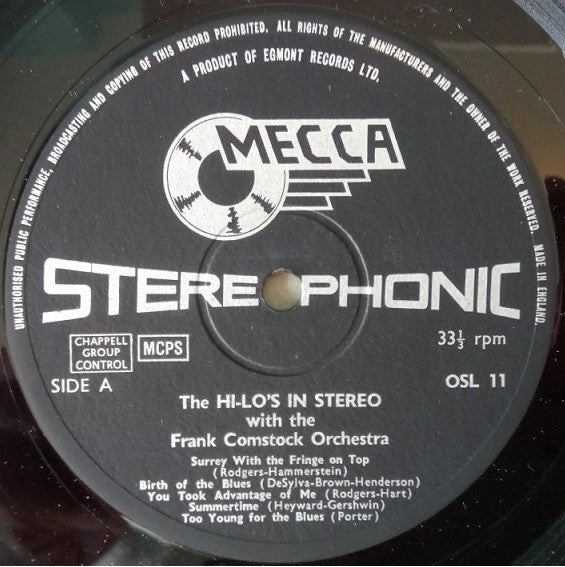 UNAUTHORISED PUBLIC PERFORMANCE, BROADCASTING AND COPYING OF THIS RECORD PROHIBITED. ALL RIGHTS OF THE MANUFACTURERS AND THE OWNER OF THE WORK RESERVED. MADE IN ENGLAND.
A PRODUCT OF EGMONT RECORDS LTD.
MECCA
STEREOPHONIC
CHAPPELL
GROUP
CONTROL
MCPS
33⅓ rpm
SIDE A
OSL 11
The HI-LO'S IN STEREO
with the
Frank Comstock Orchestra
Surrey With the Fringe on Top
(Rodgers-Hammerstein)
Birth of the Blues (DeSylva-Brown-Henderson)
You Took Advantage of Me (Rodgers-Hart)
Summertime (Heyward-Gershwin)
Too Young for the Blues (Porter)